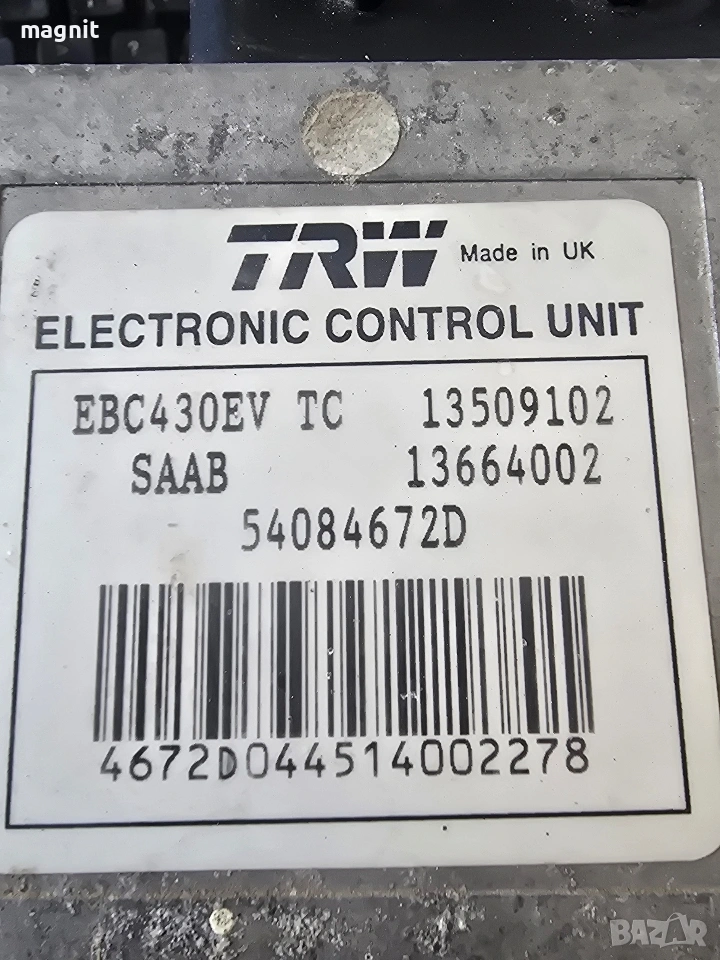 magnit
TRW Made in UK
ELECTRONIC CONTROL UNIT
EBC430EV TC 13509102
SAAB 13664002
54084672D
4672D044514002278
BAZAR